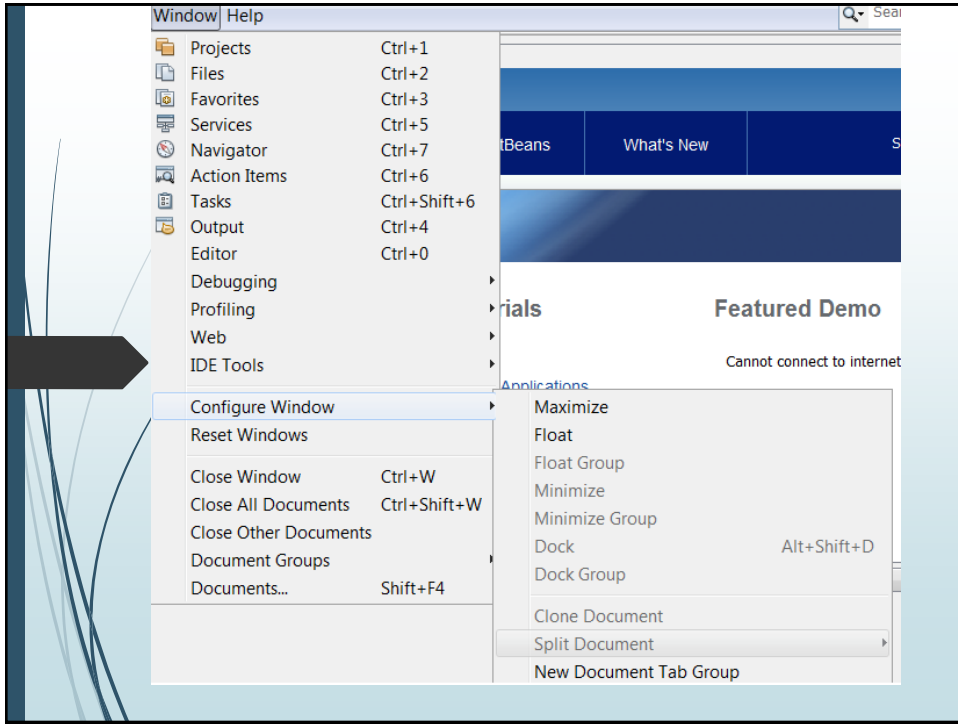 Window Help
Projects Ctrl+1
Files Ctrl+2
Favorites Ctrl+3
Services Ctrl+5
Navigator Ctrl+7
Action Items Ctrl+6
Tasks Ctrl+Shift+6
Output Ctrl+4
Editor Ctrl+0
Debugging
Profiling
Web
IDE Tools
Configure Window
Reset Windows
Close Window Ctrl+W
Close All Documents Ctrl+Shift+W
Close Other Documents
Document Groups
Documents... Shift+F4
Maximize
Float
Float Group
Minimize
Minimize Group
Dock Alt+Shift+D
Dock Group
Clone Document
Split Document
New Document Tab Group
Sear
tBeans What's New S
rials Featured Demo
Cannot connect to internet
Applications